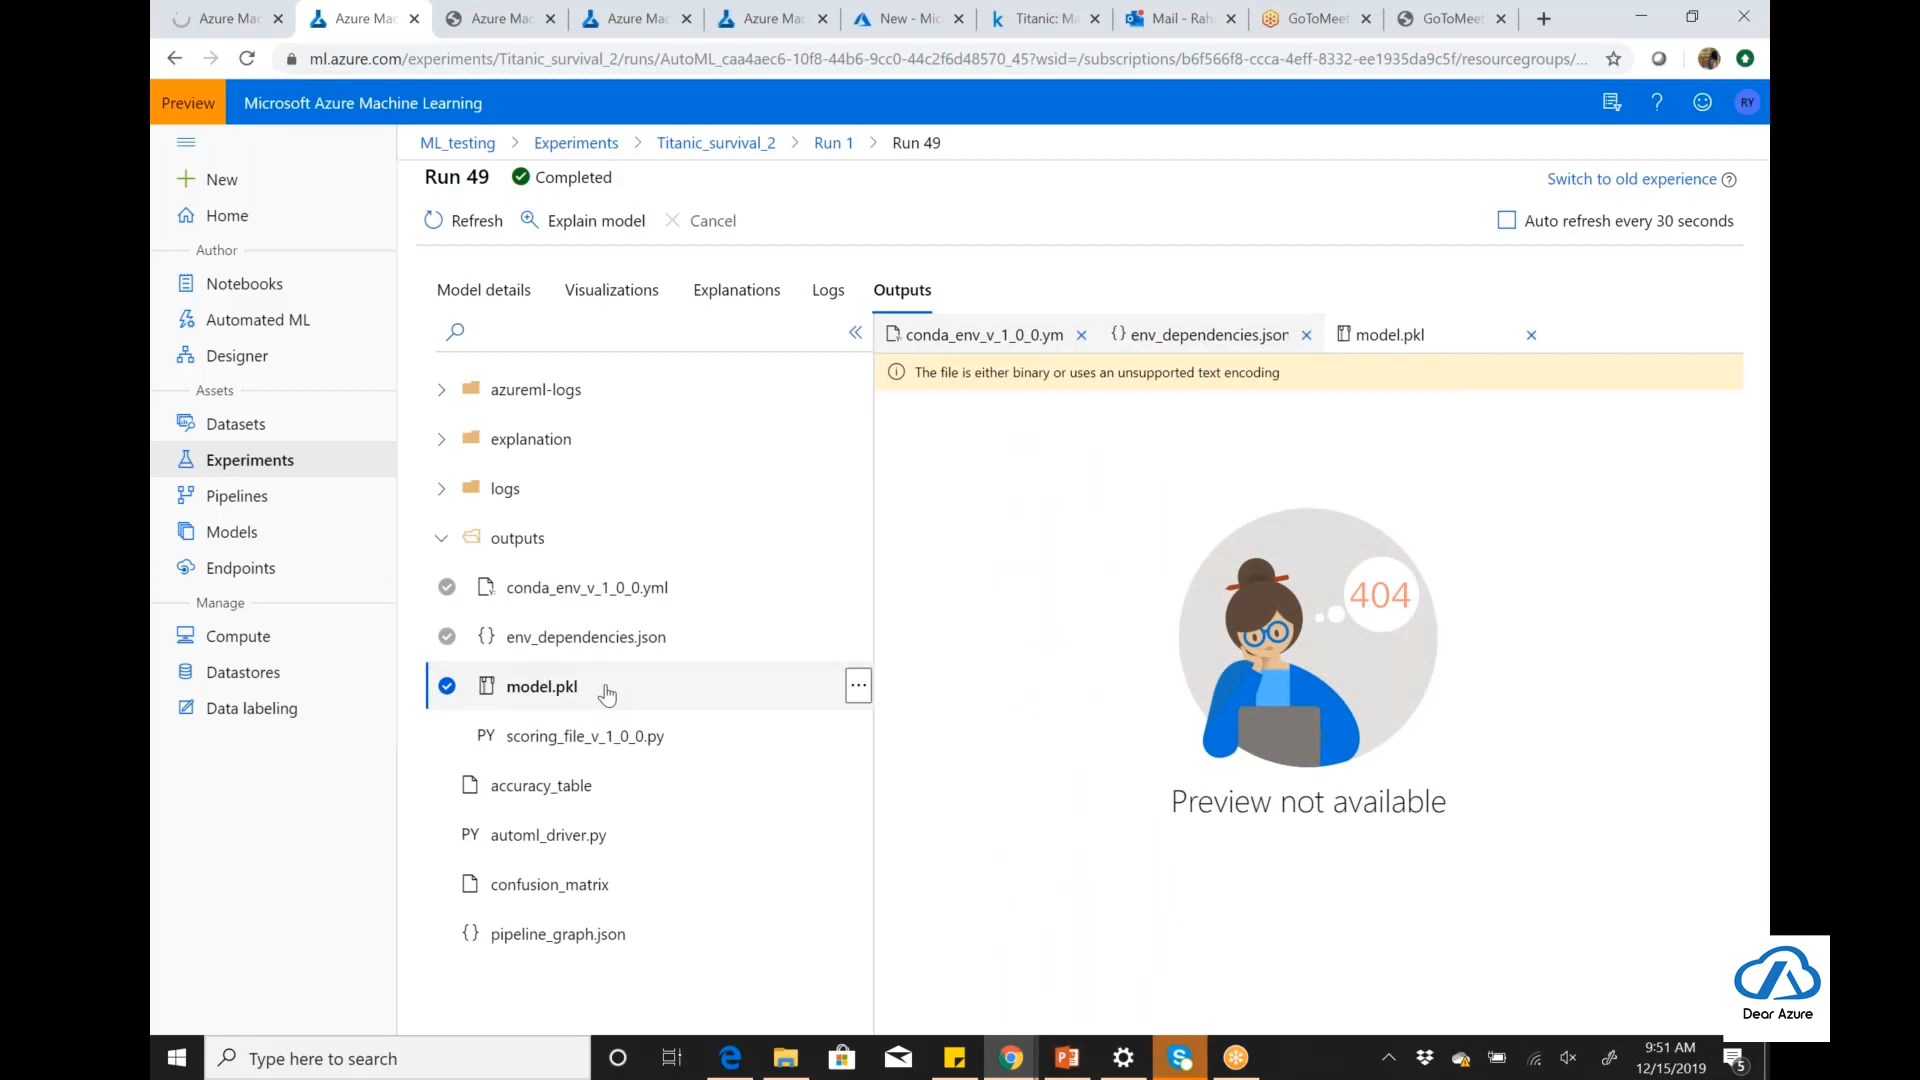 Azure Mac
Azure Mac
Azure Mac
Azure Mac
Azure Mac
New - Mic
Titanic: Ma
Mail - Rah
GoToMeet
GoToMeet
ml.azure.com/experiments/Titanic_survival_2/runs/AutoML_caa4aec6-10f8-44b6-9cc0-44c2f6d48570_45?wsid=/subscriptions/b6f566f8-ccca-4eff-8332-ee1935da9c5f/resourcegroups/...
Preview
Microsoft Azure Machine Learning
RY
ML_testing > Experiments > Titanic_survival_2 > Run 1 > Run 49
Run 49
Completed
Switch to old experience
Refresh
Explain model
Cancel
Auto refresh every 30 seconds
New
Home
Author
Notebooks
Automated ML
Designer
Assets
Datasets
Experiments
Pipelines
Models
Endpoints
Manage
Compute
Datastores
Data labeling
Model details
Visualizations
Explanations
Logs
Outputs
azureml-logs
explanation
logs
outputs
conda_env_v_1_0_0.yml
{} env_dependencies.json
model.pkl
PY scoring_file_v_1_0_0.py
accuracy_table
PY automl_driver.py
confusion_matrix
{} pipeline_graph.json
conda_env_v_1_0_0.ym
{} env_dependencies.json
model.pkl
The file is either binary or uses an unsupported text encoding
404
Preview not available
Dear Azure
Type here to search
9:51 AM
12/15/2019
5